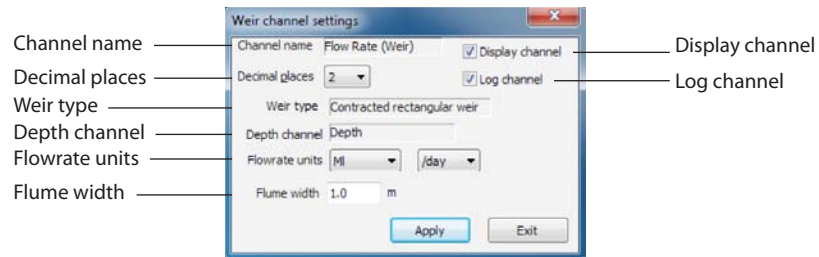 Weir channel settings
Channel name
Channel name Flow Rate (Weir)
Display channel
Display channel
Decimal places
Decimal places 2
Log channel
Log channel
Weir type
Weir type Contracted rectangular weir
Depth channel
Depth channel Depth
Flowrate units
Flowrate units Ml /day
Flume width
Flume width 1.0 m
Apply Exit